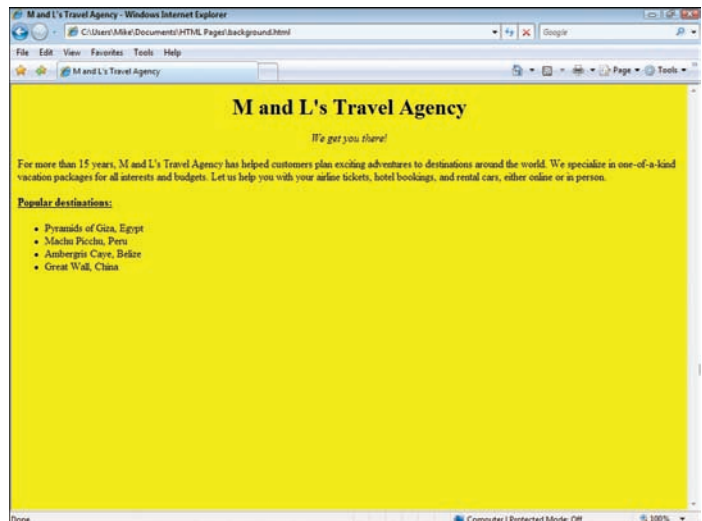 M and L's Travel Agency - Windows Internet Explorer
C:\Users\Mike\Documents\HTML Pages\background.html
Google
File Edit View Favorites Tools Help
M and L's Travel Agency
Page Tools
M and L's Travel Agency
We get you there!
For more than 15 years, M and L's Travel Agency has helped customers plan exciting adventures to destinations around the world. We specialize in one-of-a-kind
vacation packages for all interests and budgets. Let us help you with your airline tickets, hotel bookings, and rental cars, either online or in person.
Popular destinations:
• Pyramids of Giza, Egypt
• Machu Picchu, Peru
• Ambergris Caye, Belize
• Great Wall, China
Done
Computer | Protected Mode: Off
100%